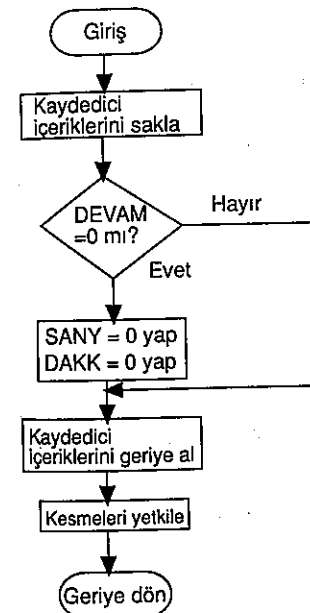 Giriş
Kaydedici
içeriklerini sakla
DEVAM
=0 mı?
Hayır
Evet
SANY = 0 yap
DAKK = 0 yap
Kaydedici
içeriklerini geriye al
Kesmeleri yetkile
Geriye dön